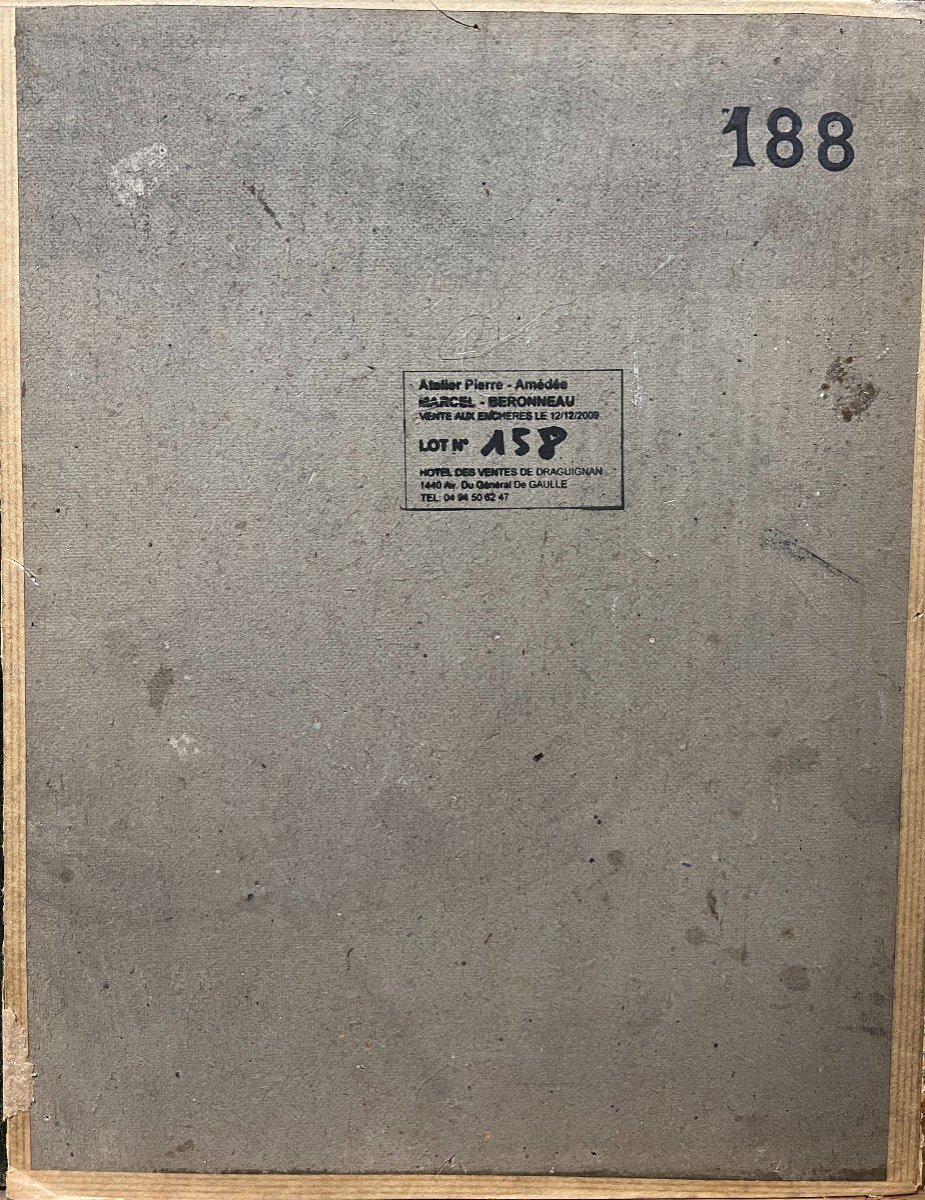 188
Atelier Pierre - Amédée
MARCEL - BERONNEAU
VENTE AUX ENCHERES LE 12/12/2009
LOT N° 158
HOTEL DES VENTES DE DRAGUIGNAN
1440 Av. Du Général De GAULLE
TEL: 04 94 50 62 47